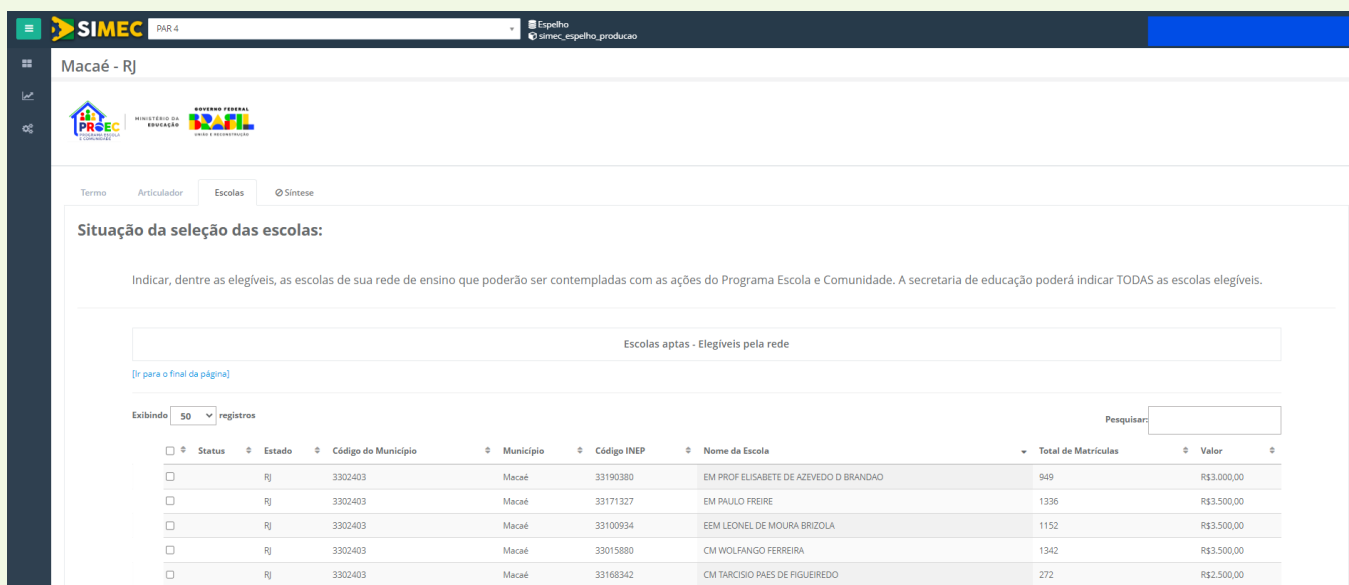 SIMEC
PAR 4
Espelho
simec_espelho_producao
Macaé - RJ
PROEC
PROGRAMA ESCOLA
E COMUNIDADE
MINISTÉRIO DA
EDUCAÇÃO
GOVERNO FEDERAL
BRASIL
UNIÃO E RECONSTRUÇÃO
Termo Articulador Escolas Síntese
Situação da seleção das escolas:
Indicar, dentre as elegíveis, as escolas de sua rede de ensino que poderão ser contempladas com as ações do Programa Escola e Comunidade. A secretaria de educação poderá indicar TODAS as escolas elegíveis.
Escolas aptas - Elegíveis pela rede
[Ir para o final da página]
Exibindo 50 registros Pesquisar:
Status Estado Código do Município Município Código INEP Nome da Escola Total de Matrículas Valor
RJ 3302403 Macaé 33190380 EM PROF ELISABETE DE AZEVEDO D BRANDAO 949 R$3.000,00
RJ 3302403 Macaé 33171327 EM PAULO FREIRE 1336 R$3.500,00
RJ 3302403 Macaé 33100934 EEM LEONEL DE MOURA BRIZOLA 1152 R$3.500,00
RJ 3302403 Macaé 33015880 CM WOLFANGO FERREIRA 1342 R$3.500,00
RJ 3302403 Macaé 33168342 CM TARCISIO PAES DE FIGUEIREDO 272 R$2.500,00